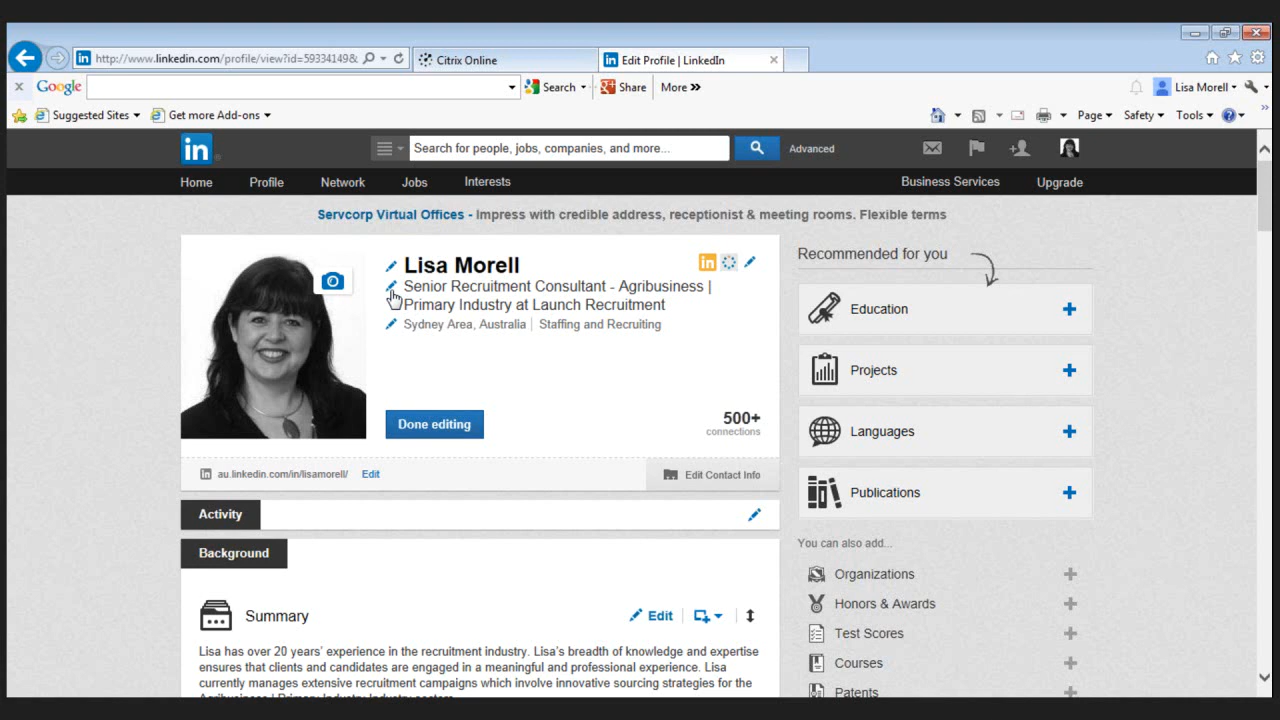 http://www.linkedin.com/profile/view?id=59334149&
Citrix Online
Edit Profile | LinkedIn
Google
Search
Share
More »
Lisa Morell
Suggested Sites
Get more Add-ons
Page
Safety
Tools
in
Search for people, jobs, companies, and more...
Advanced
Home
Profile
Network
Jobs
Interests
Business Services
Upgrade
Servcorp Virtual Offices - Impress with credible address, receptionist & meeting rooms. Flexible terms
Lisa Morell
in
Senior Recruitment Consultant - Agribusiness |
Primary Industry at Launch Recruitment
Sydney Area, Australia | Staffing and Recruiting
Done editing
500+
connections
au.linkedin.com/in/lisamorell/ Edit
Edit Contact Info
Activity
Background
Summary
Edit
Lisa has over 20 years' experience in the recruitment industry. Lisa's breadth of knowledge and expertise
ensures that clients and candidates are engaged in a meaningful and professional experience. Lisa
currently manages extensive recruitment campaigns which involve innovative sourcing strategies for the
Agribusiness | Primary Industry Industry sectors.
Recommended for you
Education
Projects
Languages
Publications
You can also add...
Organizations
Honors & Awards
Test Scores
Courses
Patents